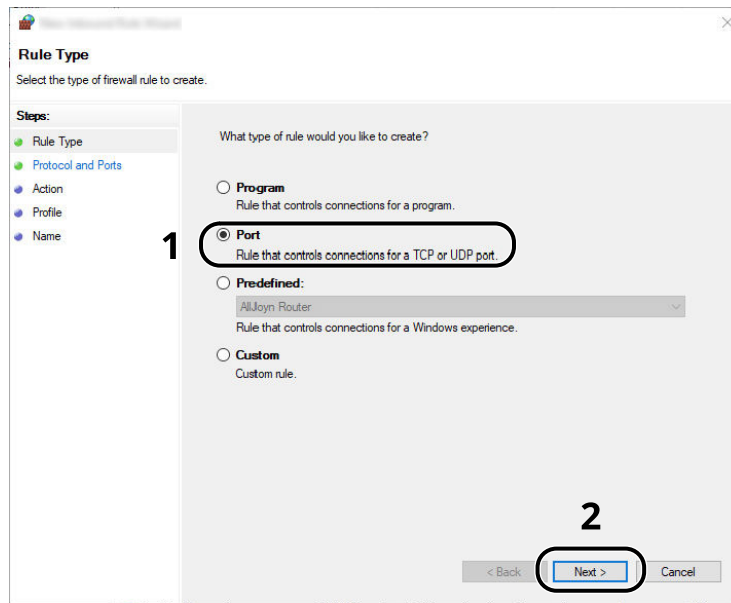 Rule Type
Select the type of firewall rule to create.
Steps:
Rule Type
Protocol and Ports
Action
Profile
Name
What type of rule would you like to create?
Program
Rule that controls connections for a program.
1
Port
Rule that controls connections for a TCP or UDP port.
Predefined:
AllJoyn Router
Rule that controls connections for a Windows experience.
Custom
Custom rule.
2
< Back
Next >
Cancel